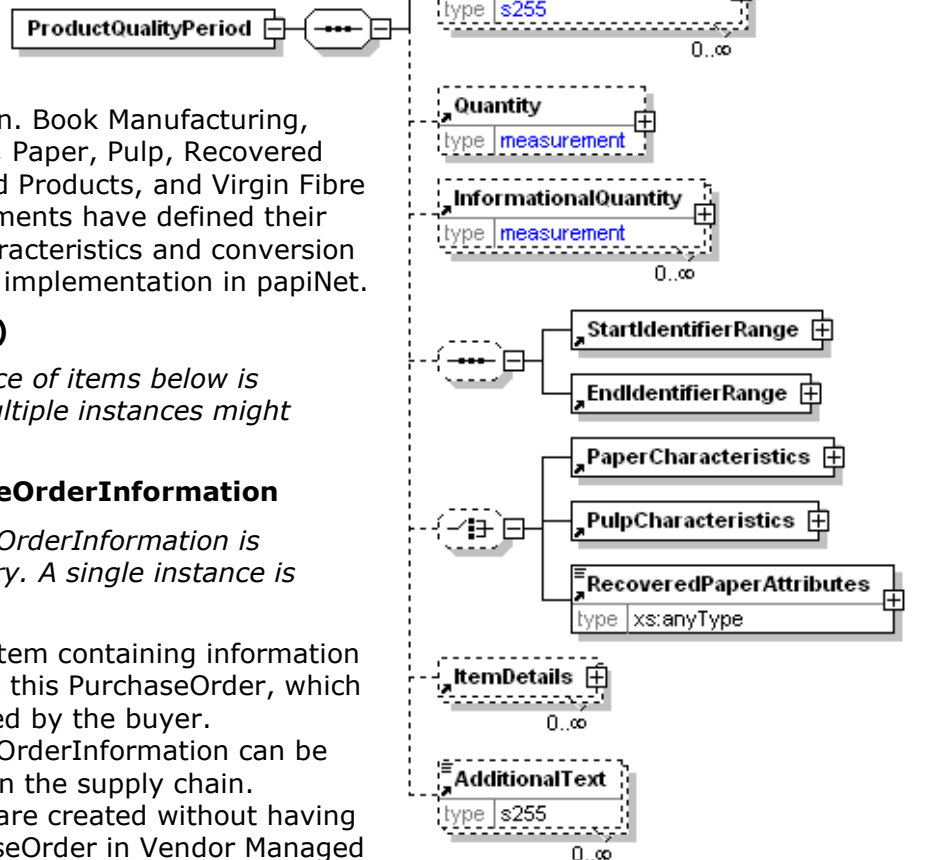 type s255
0..∞
ProductQualityPeriod
n. Book Manufacturing,
, Paper, Pulp, Recovered
d Products, and Virgin Fibre
ments have defined their
racteristics and conversion
implementation in papiNet.
)
ce of items below is
ultiple instances might
eOrderInformation
OrderInformation is
ry. A single instance is
tem containing information
this PurchaseOrder, which
ed by the buyer.
OrderInformation can be
n the supply chain.
are created without having
seOrder in Vendor Managed
Quantity
type measurement
InformationalQuantity
type measurement
0..∞
StartIdentifierRange
EndIdentifierRange
PaperCharacteristics
PulpCharacteristics
RecoveredPaperAttributes
type xs:anyType
ItemDetails
0..∞
AdditionalText
type s255
0..∞